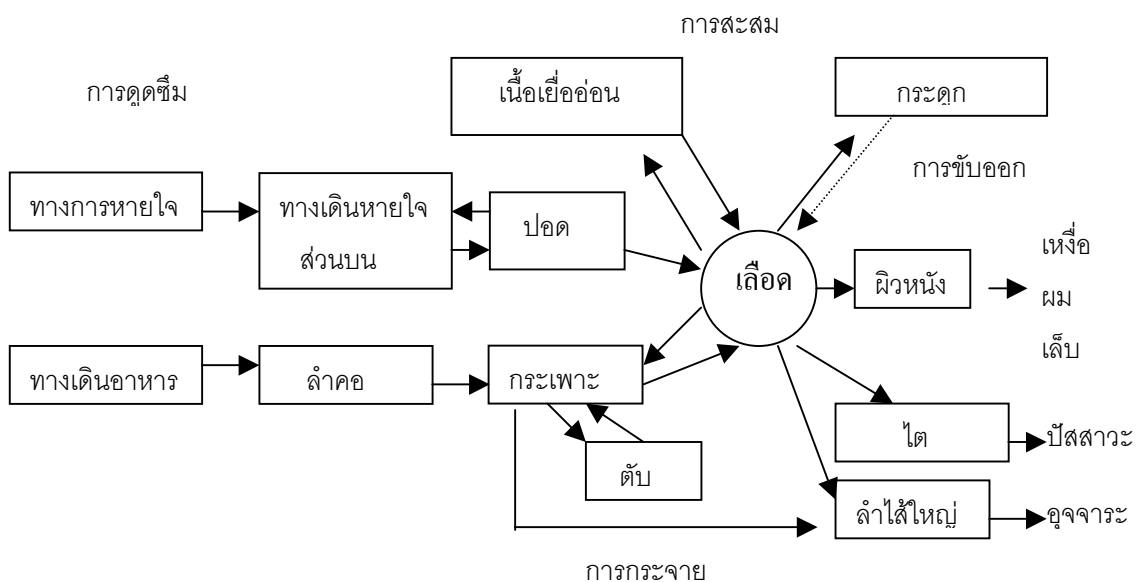 การสะสม
การดูดซึม
เนื้อเยื่ออ่อน
กระดูก
การขับออก
ทางการหายใจ
ทางเดินหายใจ
ส่วนบน
ปอด
เลือด
ผิวหนัง
เหงื่อ
ผม
เล็บ
ทางเดินอาหาร
ลำคอ
กระเพาะ
ตับ
ไต
ปัสสาวะ
ลำไส้ใหญ่
อุจจาระ
การกระจาย